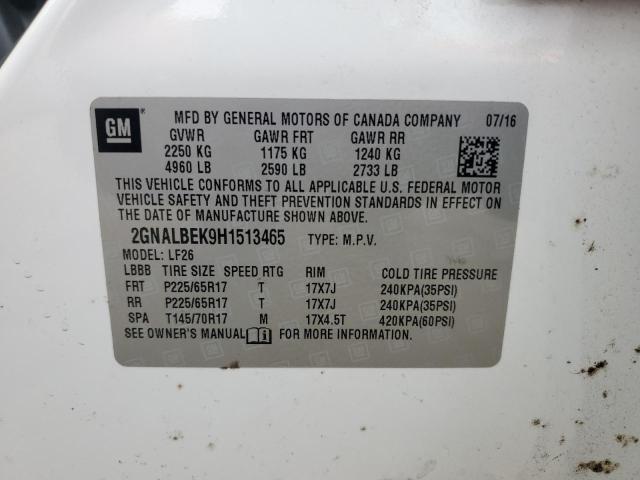 GM
MFD BY GENERAL MOTORS OF CANADA COMPANY 07/16
GVWR GAWR FRT GAWR RR
2250 KG 1175 KG 1240 KG
4960 LB 2590 LB 2733 LB
THIS VEHICLE CONFORMS TO ALL APPLICABLE U.S. FEDERAL MOTOR
VEHICLE SAFETY AND THEFT PREVENTION STANDARDS IN EFFECT ON
THE DATE OF MANUFACTURE SHOWN ABOVE.
2GNALBEK9H1513465 TYPE: M.P.V.
MODEL: LF26
LBBB TIRE SIZE SPEED RTG RIM COLD TIRE PRESSURE
FRT P225/65R17 T 17X7J 240KPA(35PSI)
RR P225/65R17 T 17X7J 240KPA(35PSI)
SPA T145/70R17 M 17X4.5T 420KPA(60PSI)
SEE OWNER'S MANUAL FOR MORE INFORMATION.